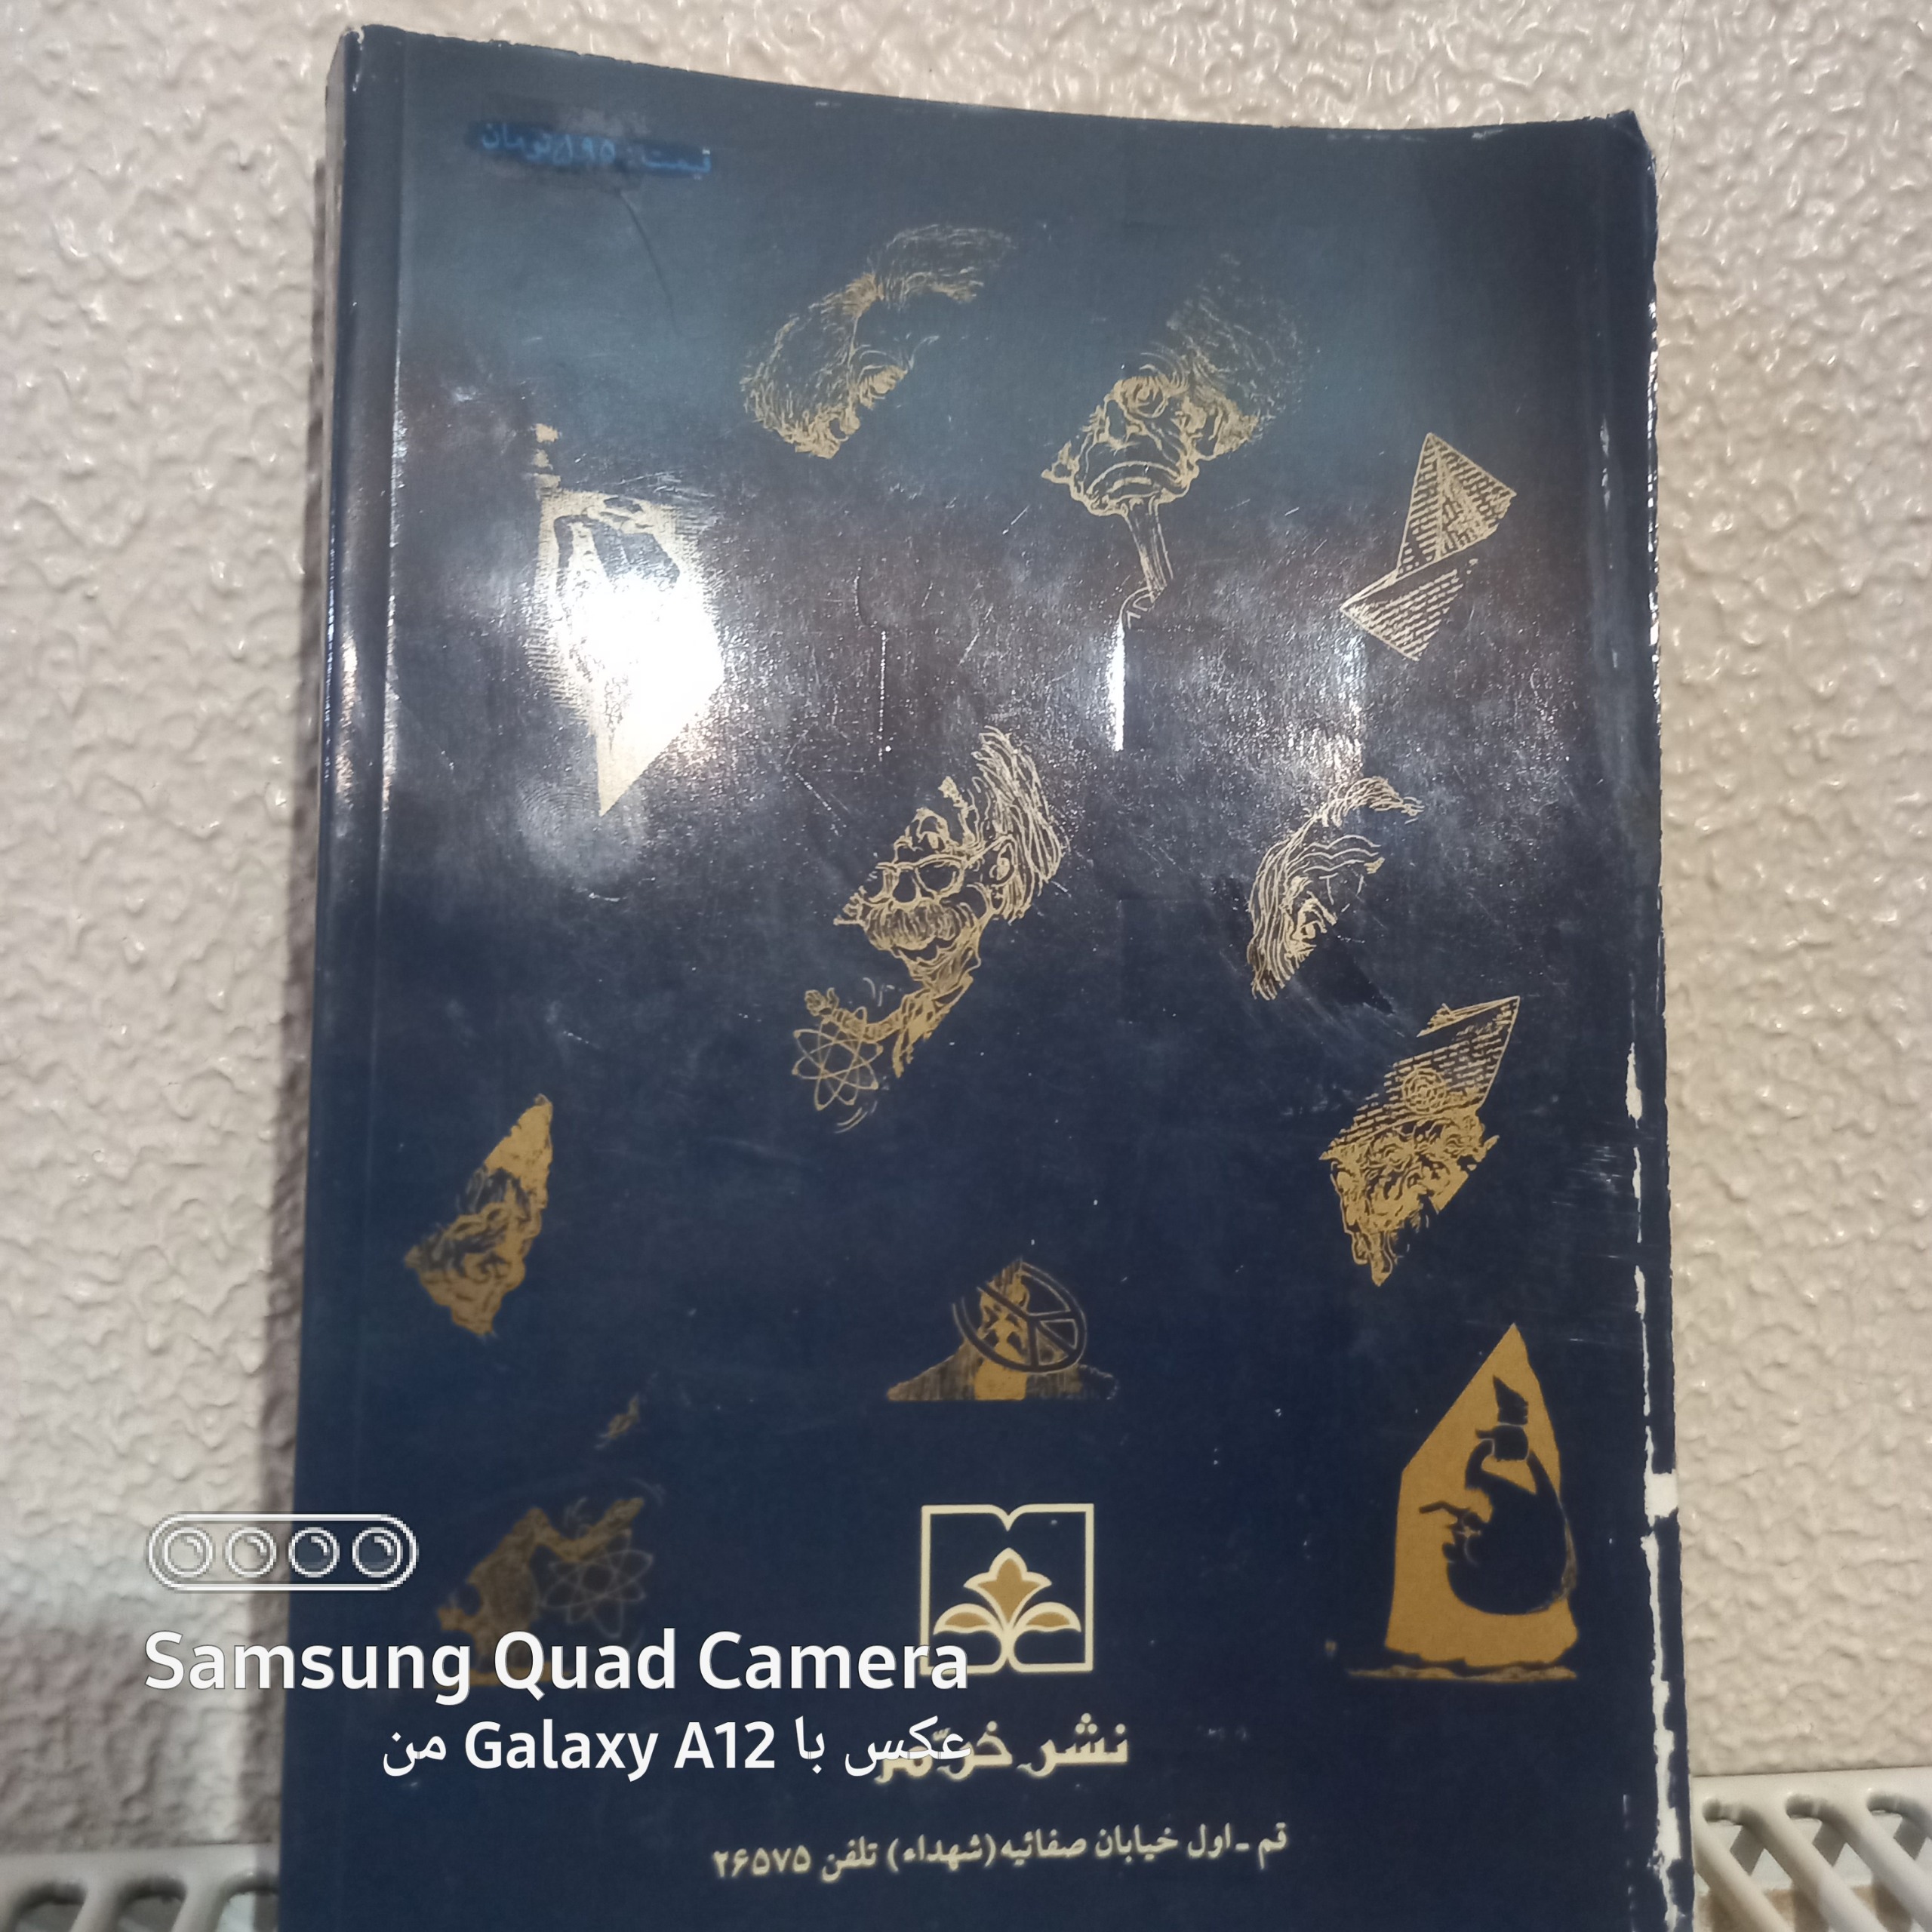 قیمت: ۱۹۵ تومان
Samsung Quad Camera
عکس با Galaxy A12 من
نشر خرّم
قم ـ اول خیابان صفائیه (شهداء) تلفن ۲۶۵۷۵